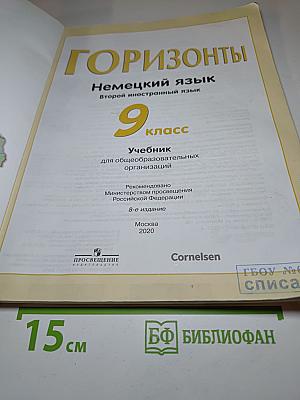 ГОРИЗОНТЫ
Немецкий язык
Второй иностранный язык
9 класс
Учебник
для общеобразовательных
организаций
Рекомендовано
Министерством просвещения
Российской Федерации
8-е издание
Москва
2020
ПРОСВЕЩЕНИЕ
ИЗДАТЕЛЬСТВО
Cornelsen
ГБОУ
списа
15 см
БФ БИБЛИОФАН